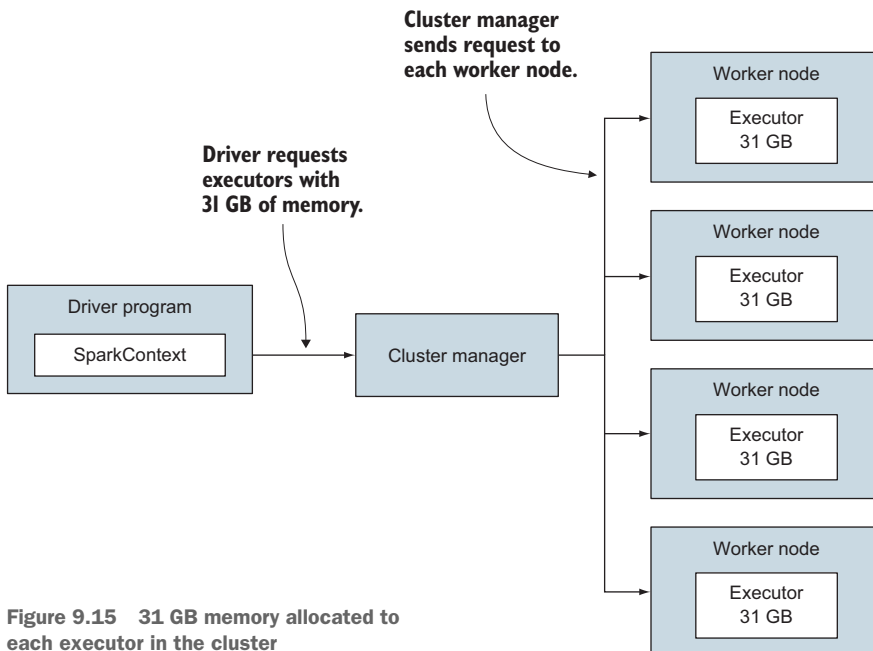 Cluster manager
sends request to
each worker node.
Driver requests
executors with
31 GB of memory.
Driver program
SparkContext
Cluster manager
Worker node
Executor
31 GB
Worker node
Executor
31 GB
Worker node
Executor
31 GB
Worker node
Executor
31 GB
Figure 9.15 31 GB memory allocated to
each executor in the cluster